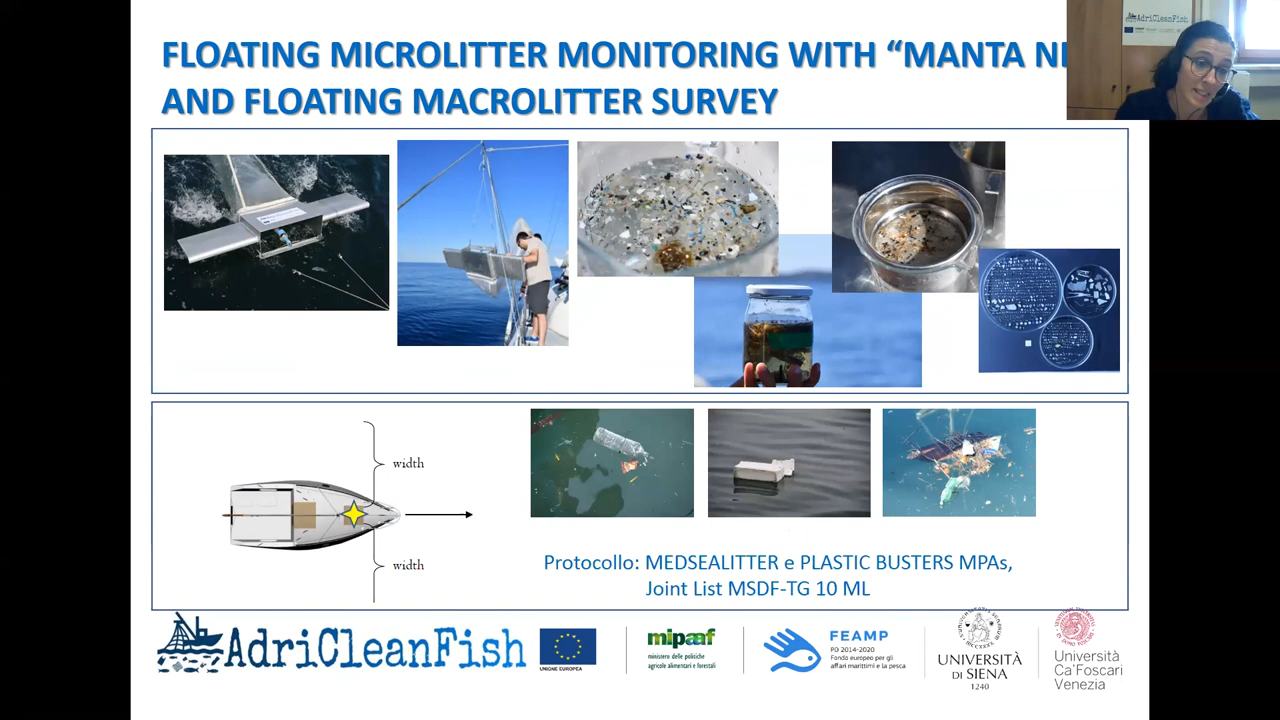 FLOATING MICROLITTER MONITORING WITH “MANTA
AND FLOATING MACROLITTER SURVEY
AdriCleanFish
width
width
Protocollo: MEDSEALITTER e PLASTIC BUSTERS MPAs,
Joint List MSDF-TG 10 ML
AdriCleanFish
UNIONE EUROPEA
mipaaf
ministero delle politiche
agricole alimentari e forestali
FEAMP
PO 2014-2020
Fondo europeo per gli
affari marittimi e la pesca
UNIVERSITÀ
DI SIENA
1240
Università
Ca'Foscari
Venezia